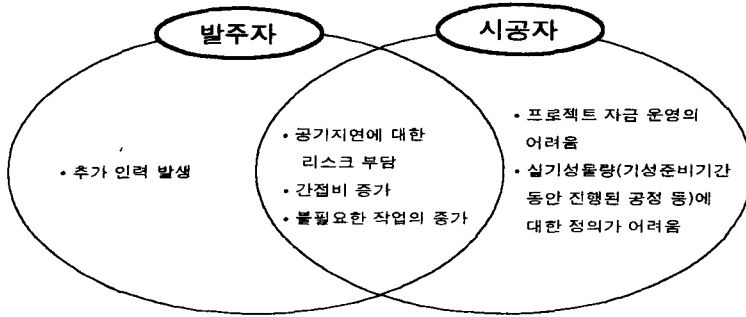 발주자
시공자
• 추가 인력 발생
• 공기지연에 대한
리스크 부담
• 간접비 증가
• 불필요한 작업의 증가
• 프로젝트 자금 운영의
어려움
• 실기성물량(기성준비기간
동안 진행된 공정 등)에
대한 정의가 어려움